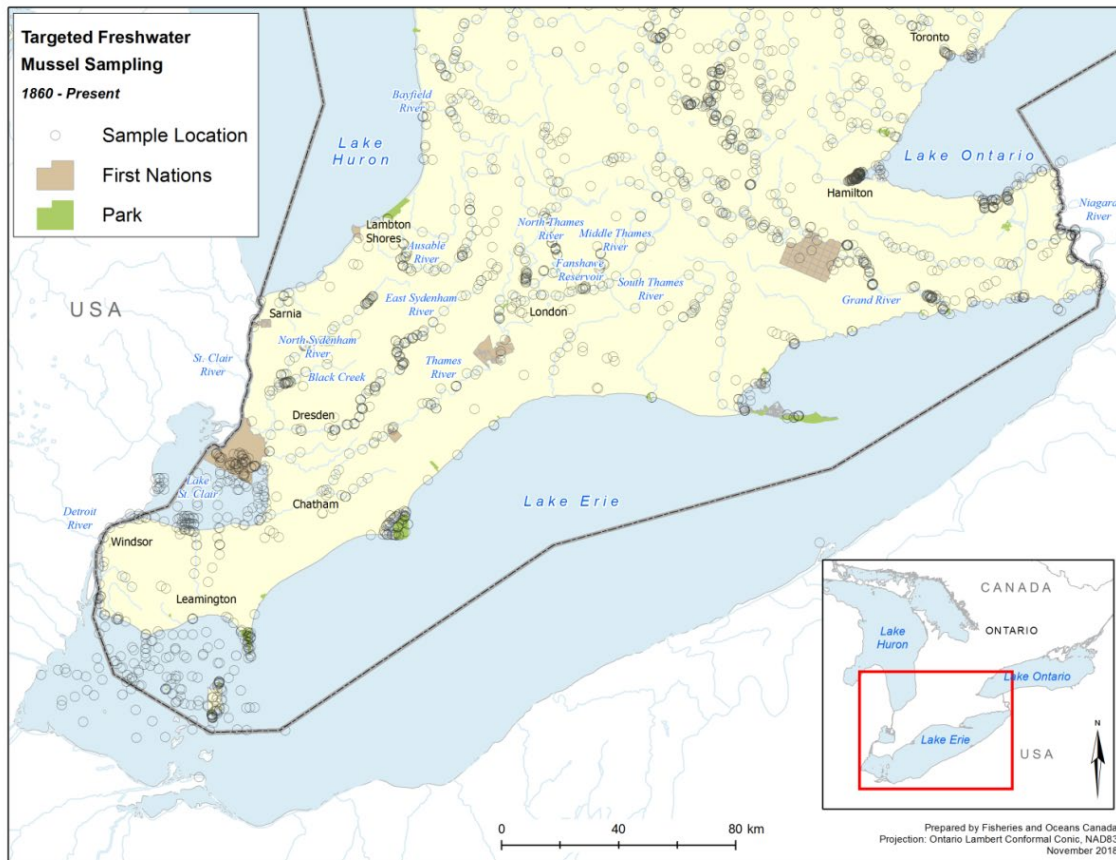 Targeted Freshwater
Mussel Sampling
1860 - Present
Sample Location
First Nations
Park
Toronto
Bayfield
River
Lake
Huron
Lake Ontario
Hamilton
Niagara
River
Lambton
Shores
Ausable
River
North Thames
River
Middle Thames
River
Fanshawe
Reservoir
South Thames
River
USA
Sarnia
East Sydenham
River
London
Grand River
St. Clair
River
North Sydenham
River
Black Creek
Thames
River
Dresden
Lake
St. Clair
Chatham
Lake Erie
Detroit
River
Windsor
Leamington
CANADA
ONTARIO
Lake
Huron
Lake Ontario
Lake Erie
USA
N
0 20 40 80 km
Prepared by Fisheries and Oceans Canada
Projection: Ontario Lambert Conformal Conic, NAD83
November 2018